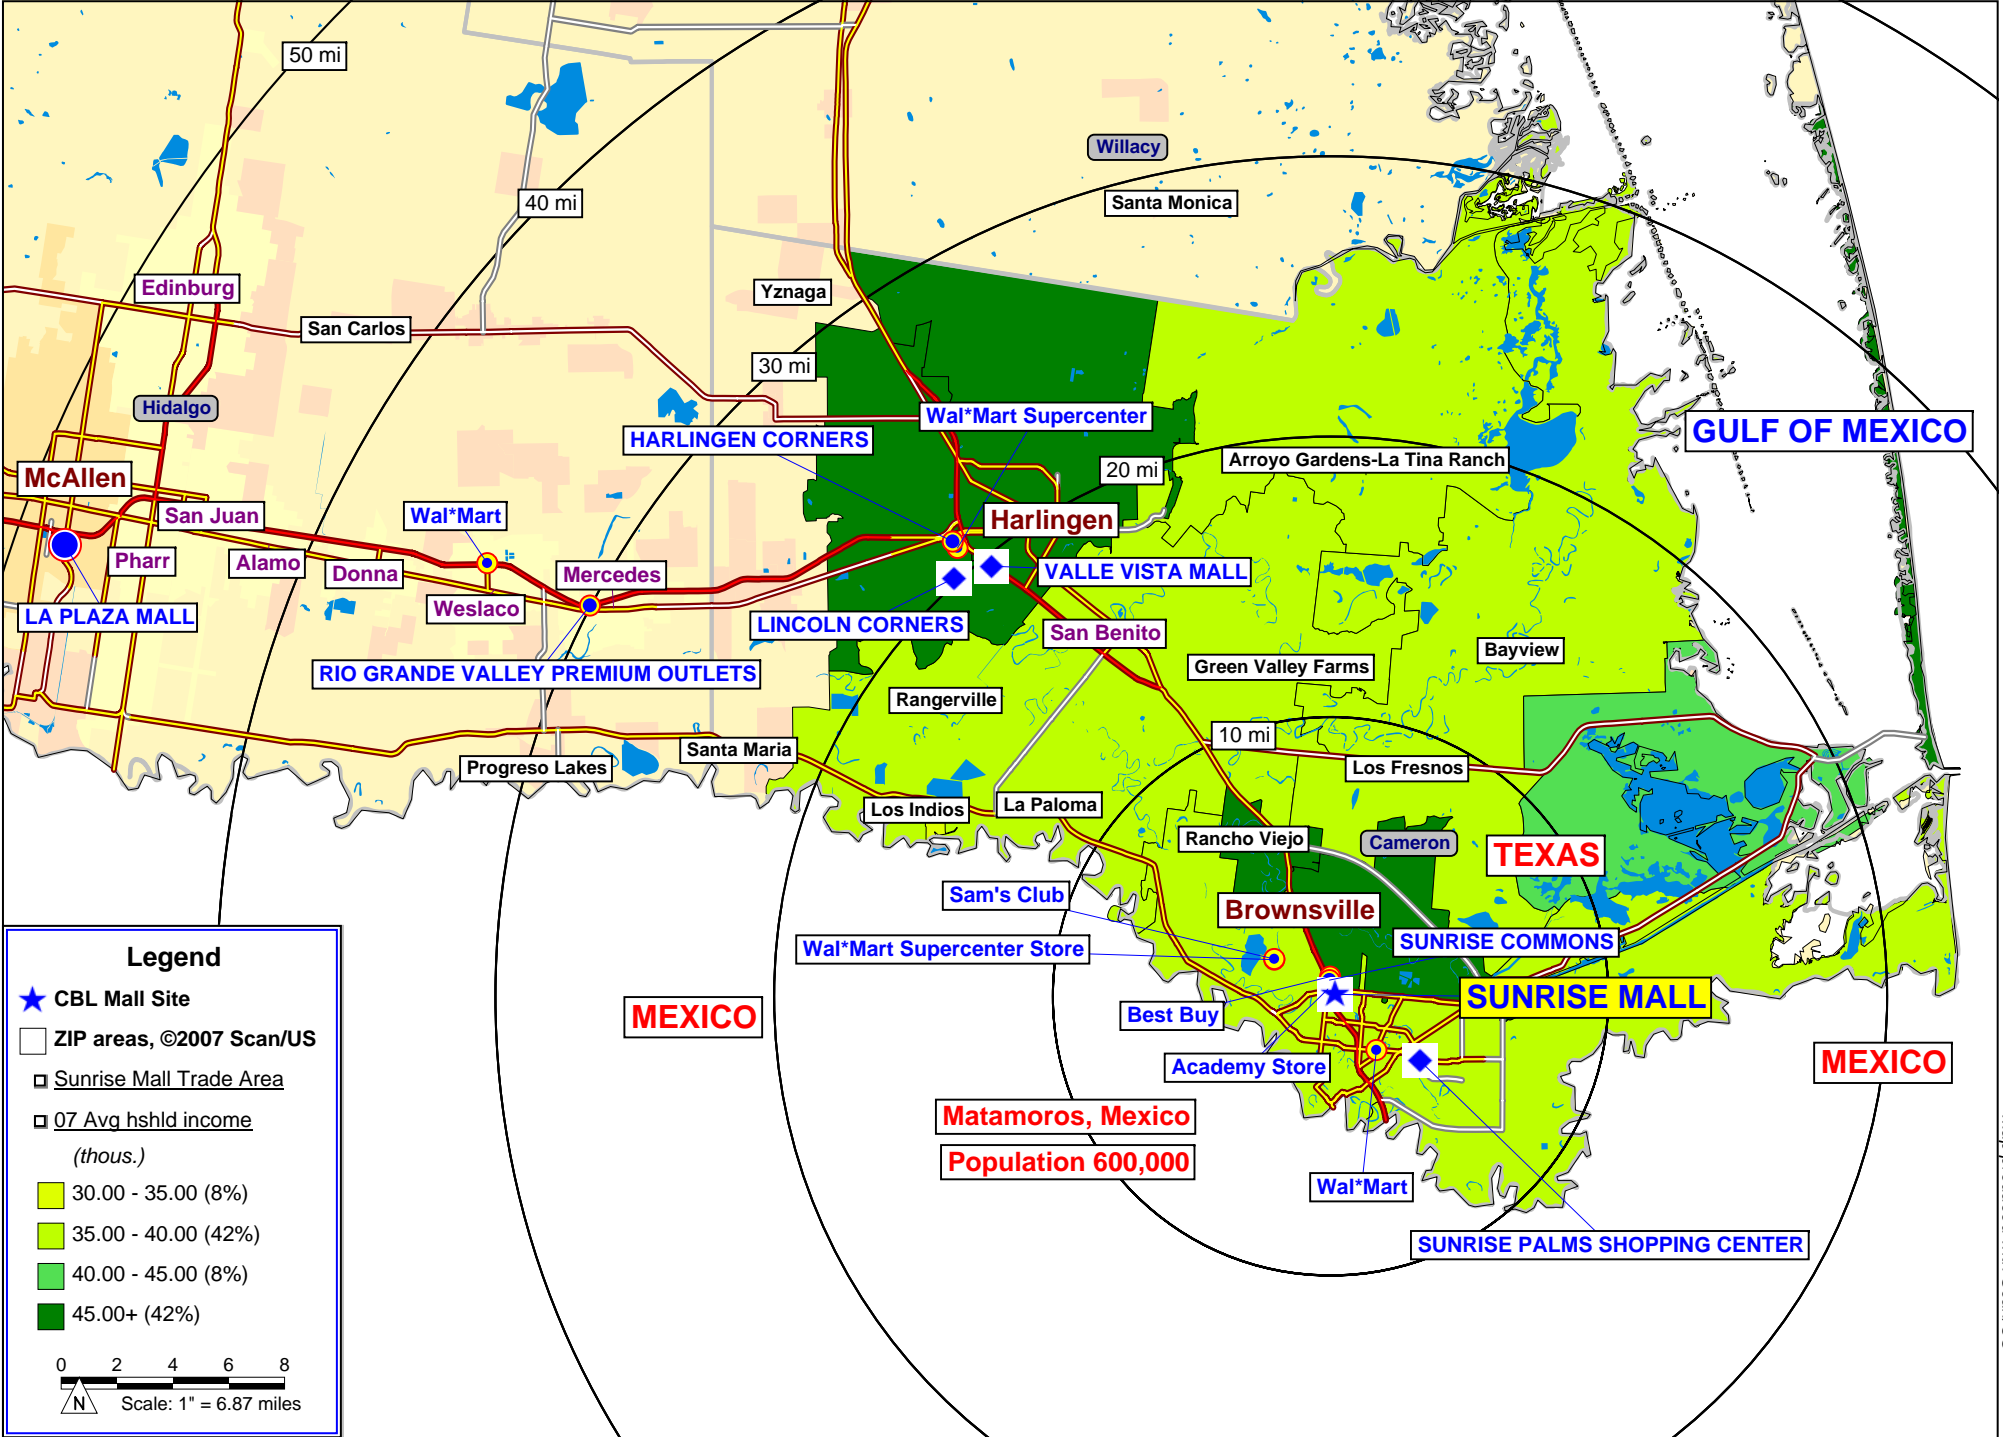 50 mi
Willacy
40 mi
Santa Monica
Edinburg
Yznaga
San Carlos
30 mi
Hidalgo
Wal*Mart Supercenter
HARLINGEN CORNERS
GULF OF MEXICO
20 mi
Arroyo Gardens-La Tina Ranch
McAllen
San Juan
Wal*Mart
Harlingen
Pharr
Alamo
Donna
Mercedes
VALLE VISTA MALL
Weslaco
LA PLAZA MALL
LINCOLN CORNERS
San Benito
Bayview
Green Valley Farms
RIO GRANDE VALLEY PREMIUM OUTLETS
Rangerville
10 mi
Santa Maria
Progreso Lakes
Los Fresnos
Los Indios
La Paloma
Rancho Viejo
Cameron
TEXAS
Sam's Club
Brownsville
Wal*Mart Supercenter Store
SUNRISE COMMONS
SUNRISE MALL
MEXICO
Best Buy
MEXICO
Academy Store
Matamoros, Mexico
Population 600,000
Wal*Mart
SUNRISE PALMS SHOPPING CENTER
Legend
CBL Mall Site
ZIP areas, ©2007 Scan/US
Sunrise Mall Trade Area
07 Avg hshld income
(thous.)
30.00 - 35.00 (8%)
35.00 - 40.00 (42%)
40.00 - 45.00 (8%)
45.00+ (42%)
0 2 4 6 8
N
Scale: 1" = 6.87 miles